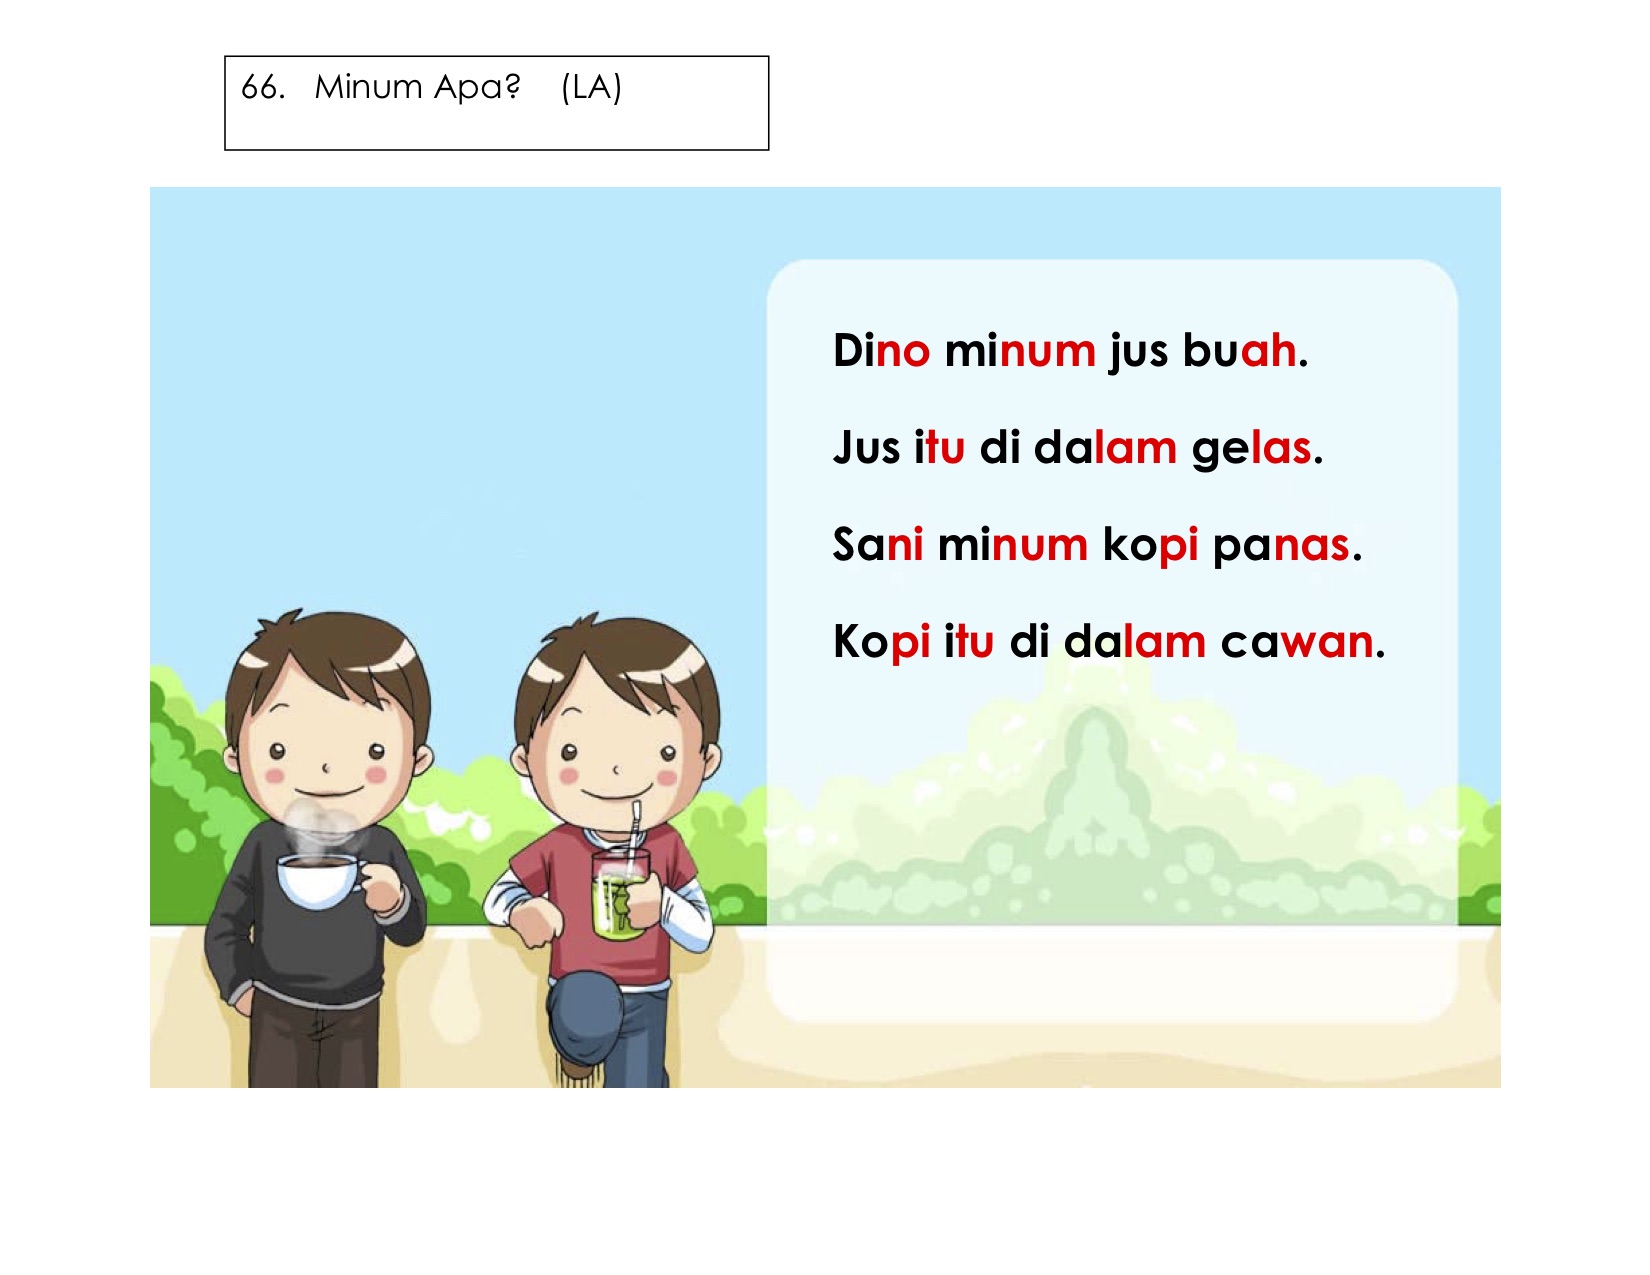 66. Minum Apa? (LA)
Dino minum jus buah.
Jus itu di dalam gelas.
Sani minum kopi panas.
Kopi itu di dalam cawan.